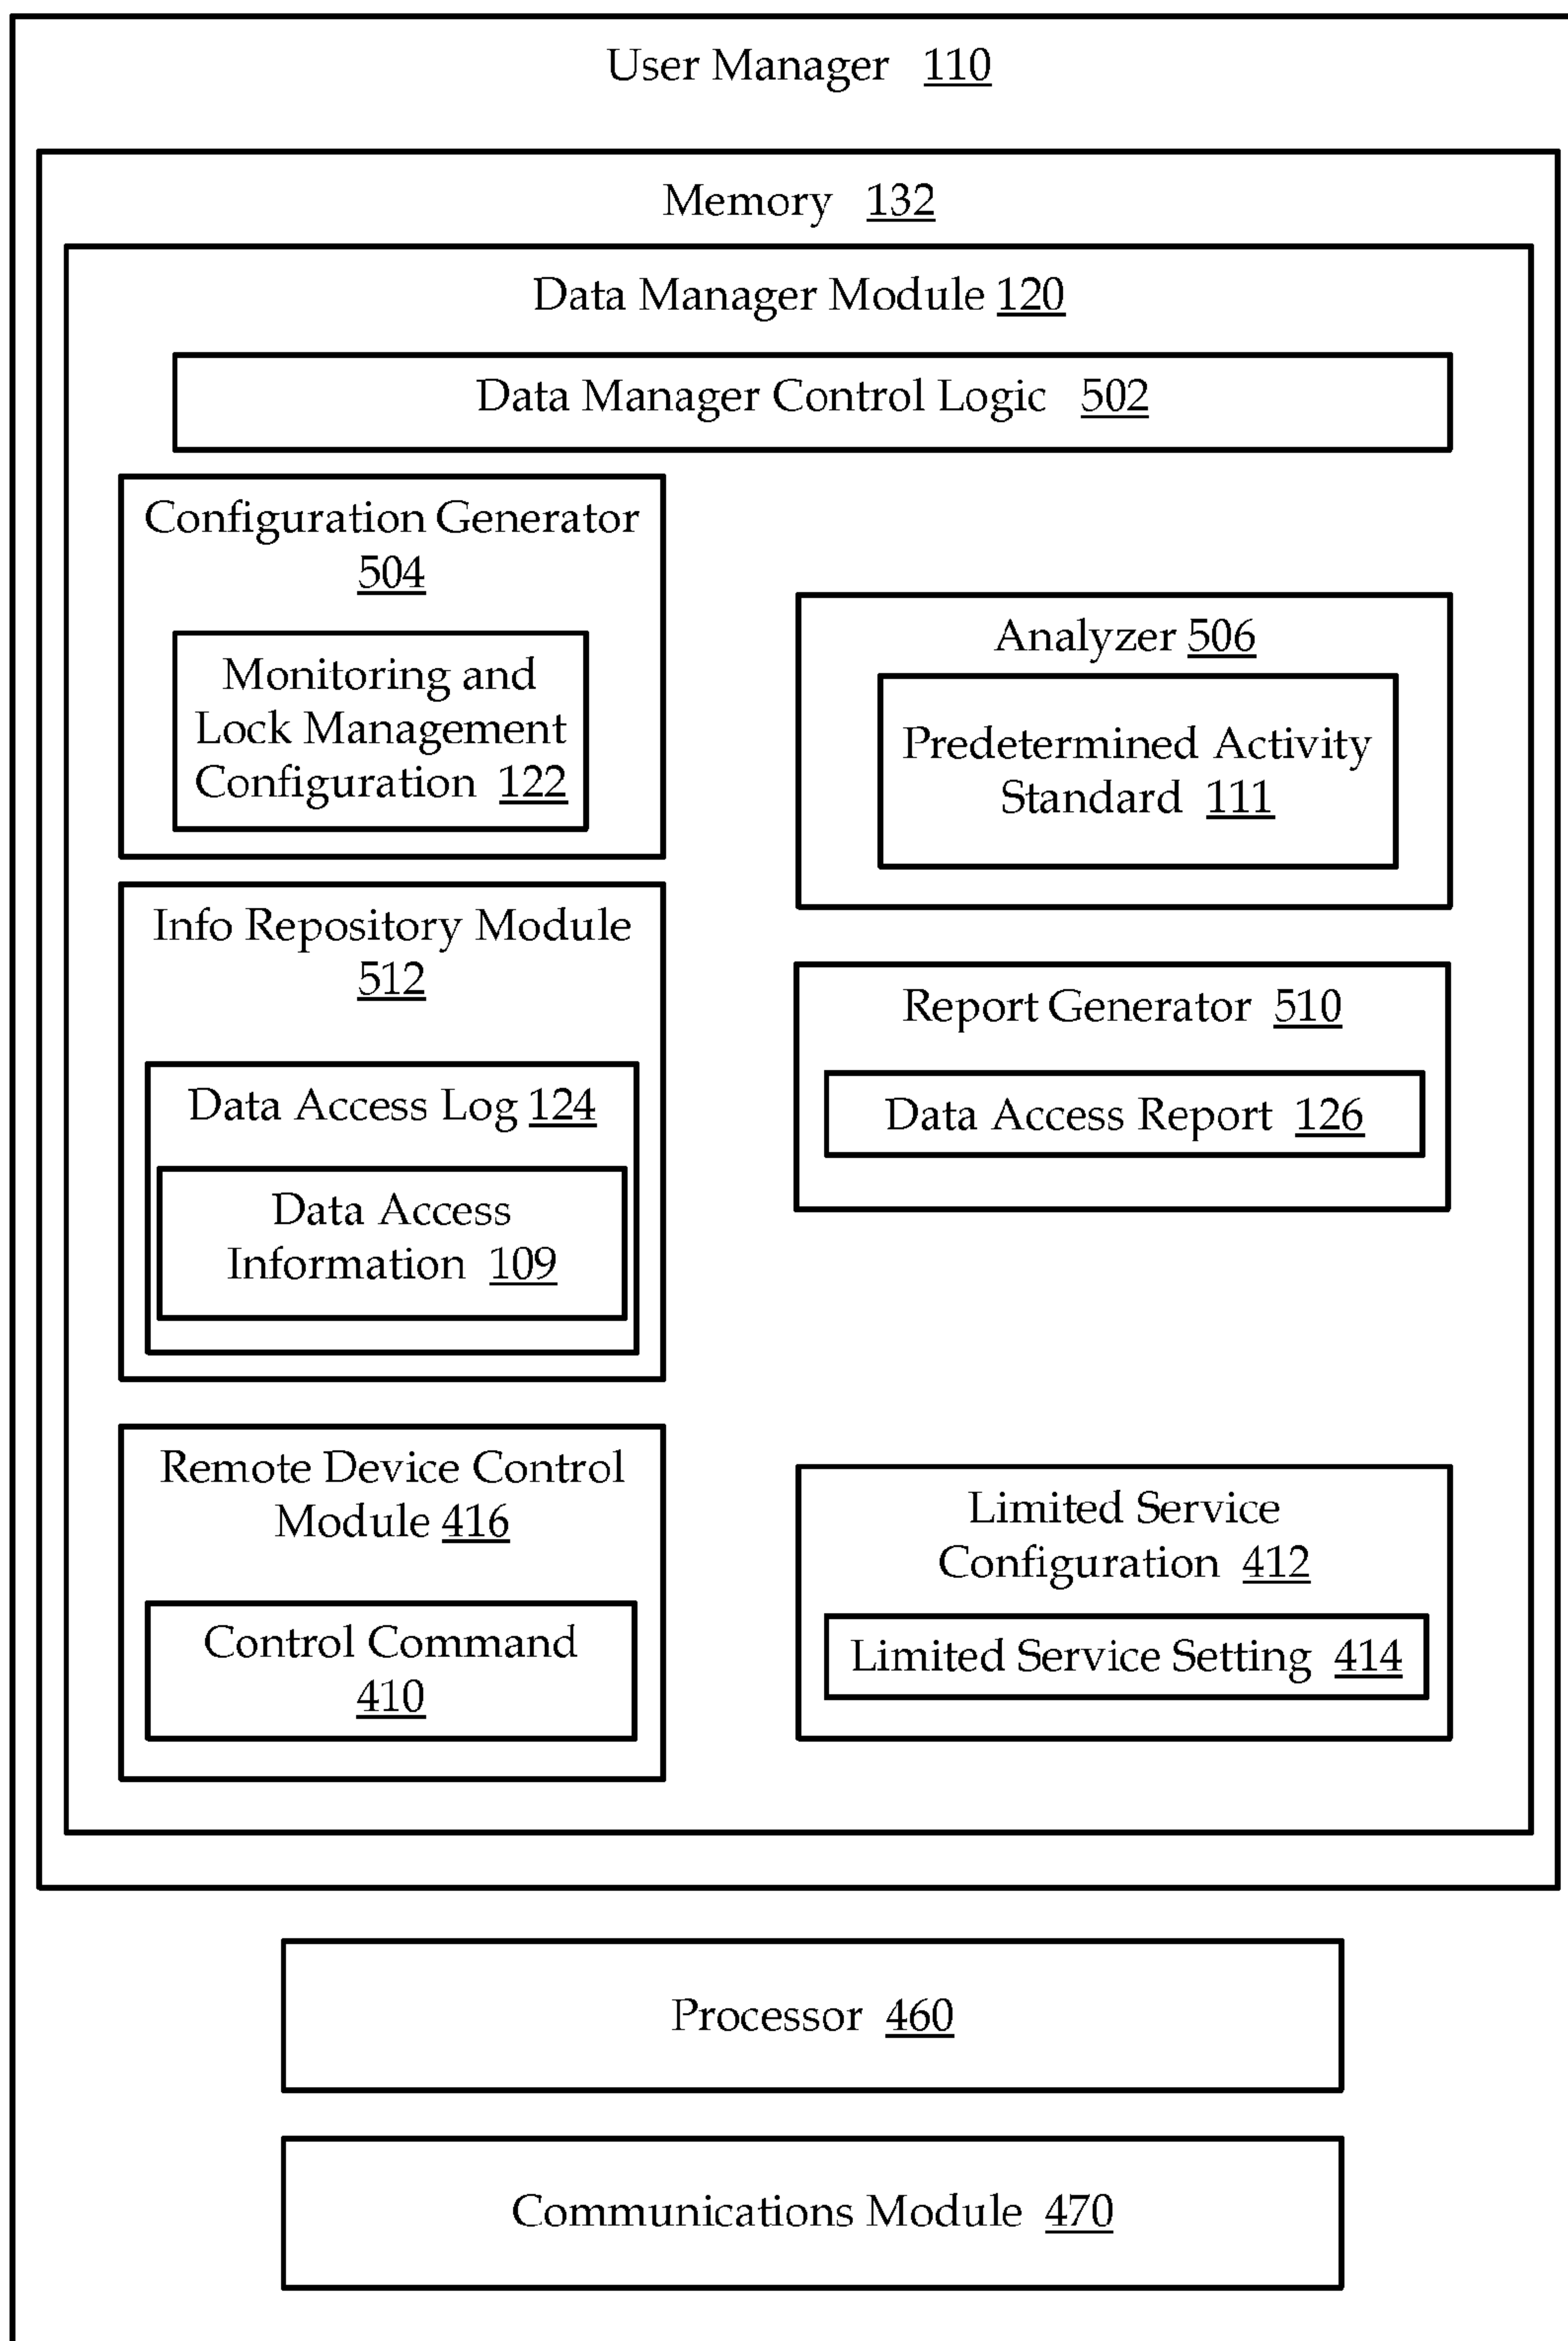 User Manager 110
Memory 132
Data Manager Module 120
Data Manager Control Logic 502
Configuration Generator
504
Monitoring and
Lock Management
Configuration 122
Analyzer 506
Predetermined Activity
Standard 111
Info Repository Module
512
Data Access Log 124
Data Access
Information 109
Report Generator 510
Data Access Report 126
Remote Device Control
Module 416
Control Command
410
Limited Service
Configuration 412
Limited Service Setting 414
Processor 460
Communications Module 470